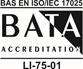 BAS EN ISO/IEC 17025
BATA
ACCREDITATION
LI-75-01